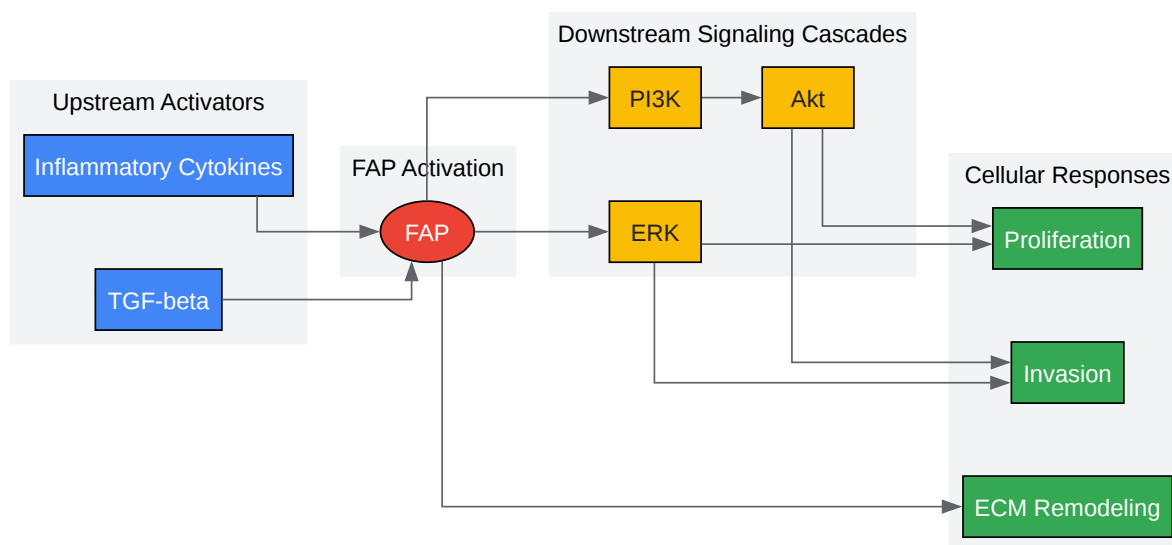 Upstream Activators
Inflammatory Cytokines
TGF-beta
FAP Activation
FAP
Downstream Signaling Cascades
PI3K
Akt
ERK
Cellular Responses
Proliferation
Invasion
ECM Remodeling